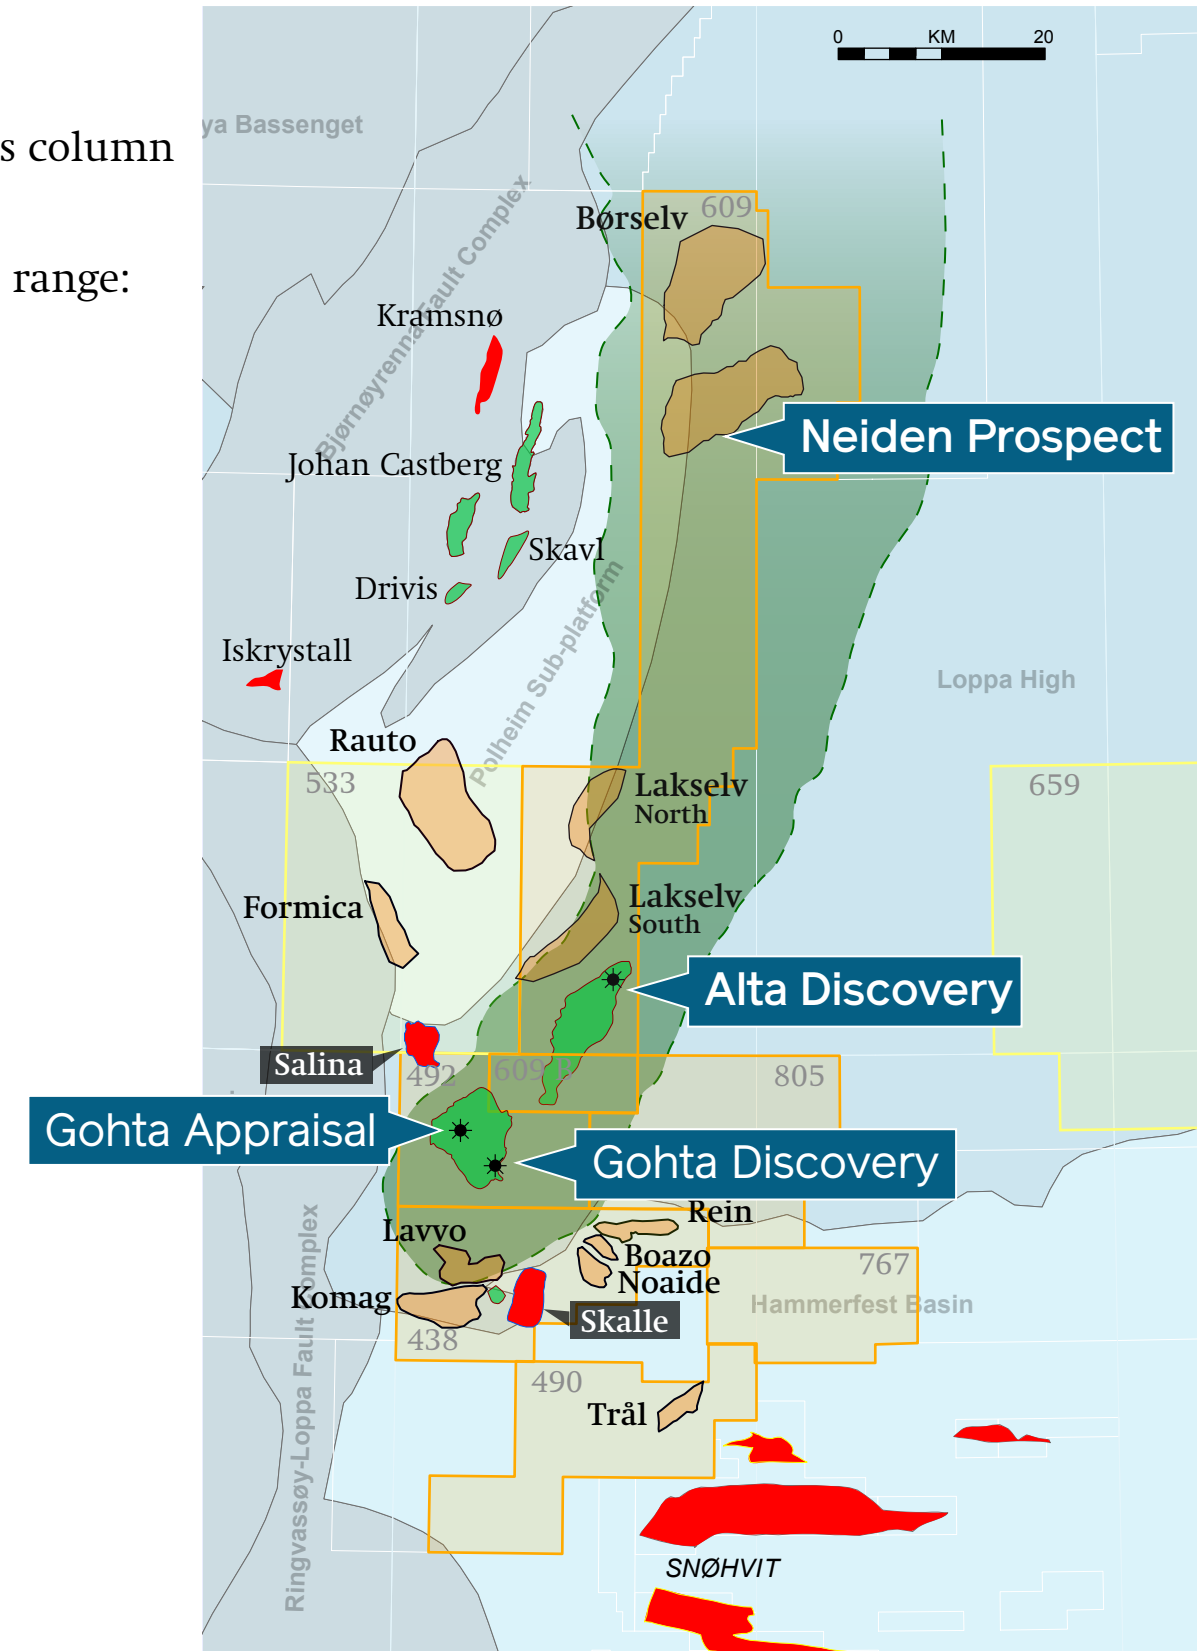 0 KM 20
ya Bassenget
s column
Bjørnøyrenna Fault Complex
609
Børselv
range:
Kramsnø
Neiden Prospect
Johan Castberg
Skavl
Drivis
Polheim Sub-platform
Iskrystall
Loppa High
Rauto
533
659
Lakselv
North
Formica
Lakselv
South
Alta Discovery
Salina
492
609
805
Gohta Appraisal
Gohta Discovery
Rein
Lavvo
Boazo
767
Noaide
Komag
Hammerfest Basin
Skalle
438
490
Trål
Ringvassøy-Loppa Fault Complex
SNØHVIT